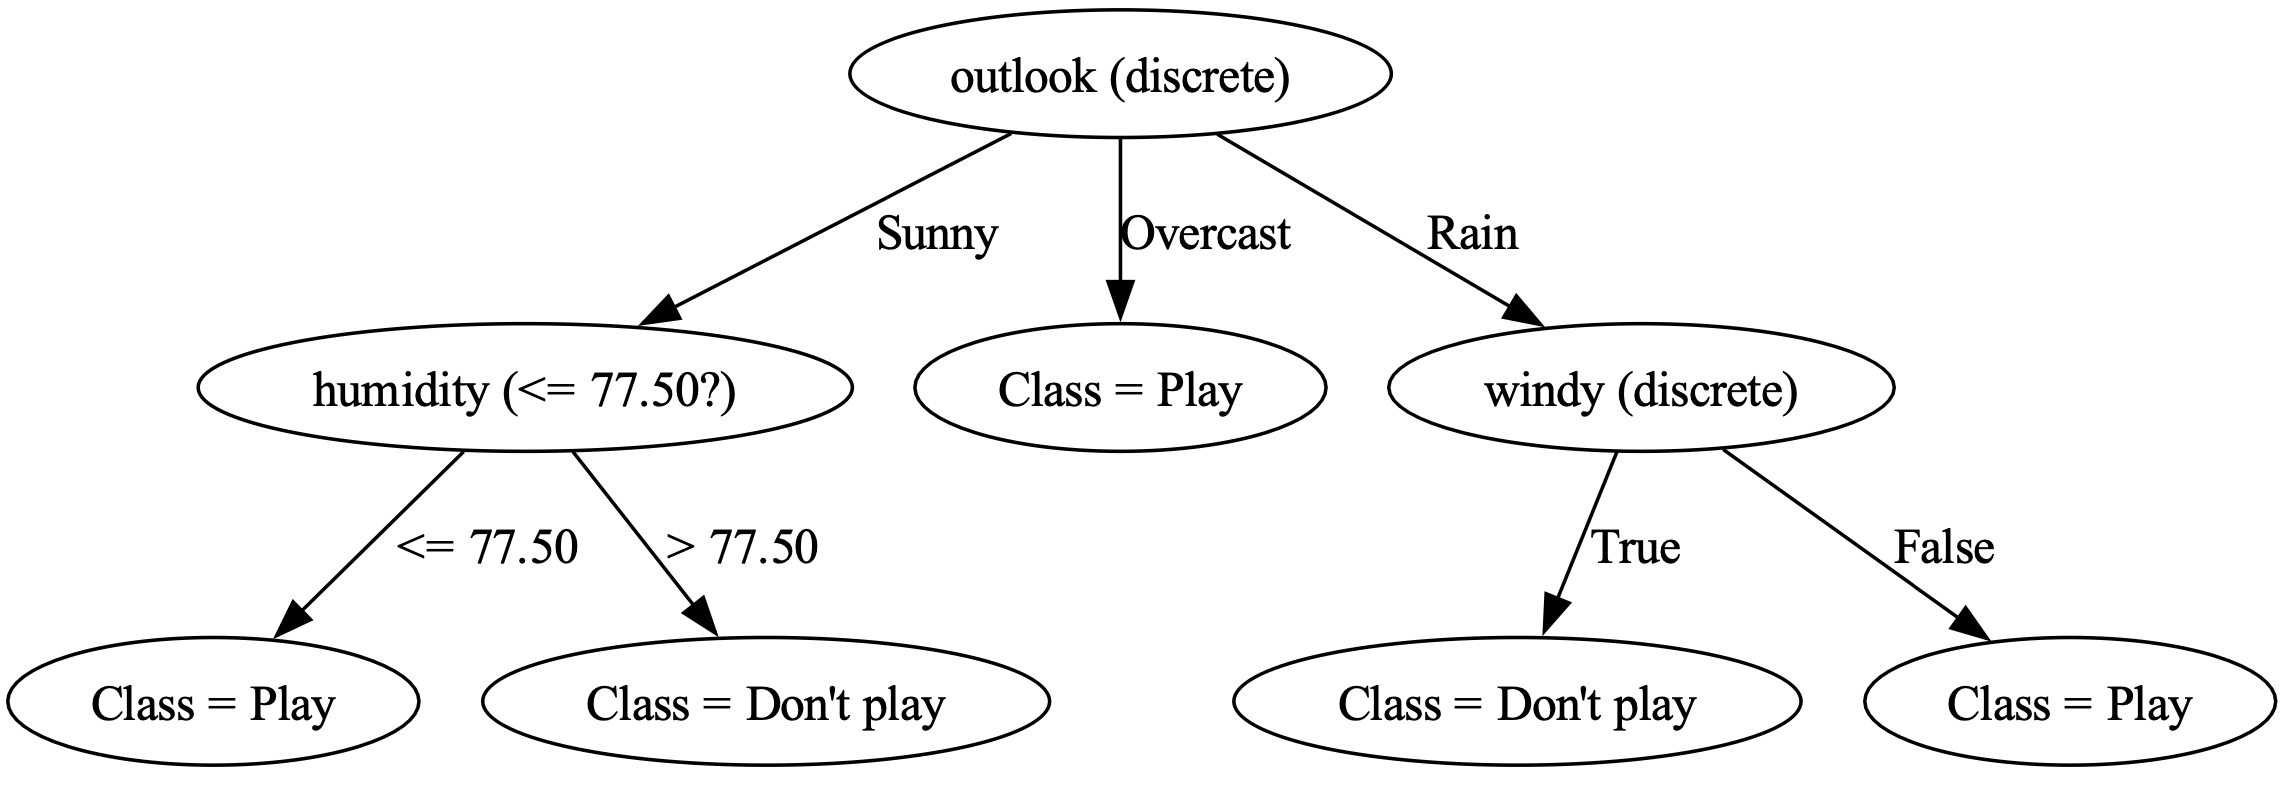 outlook (discrete)
Sunny
Overcast
Rain
humidity (<= 77.50?)
Class = Play
windy (discrete)
<= 77.50
> 77.50
True
False
Class = Play
Class = Don't play
Class = Don't play
Class = Play